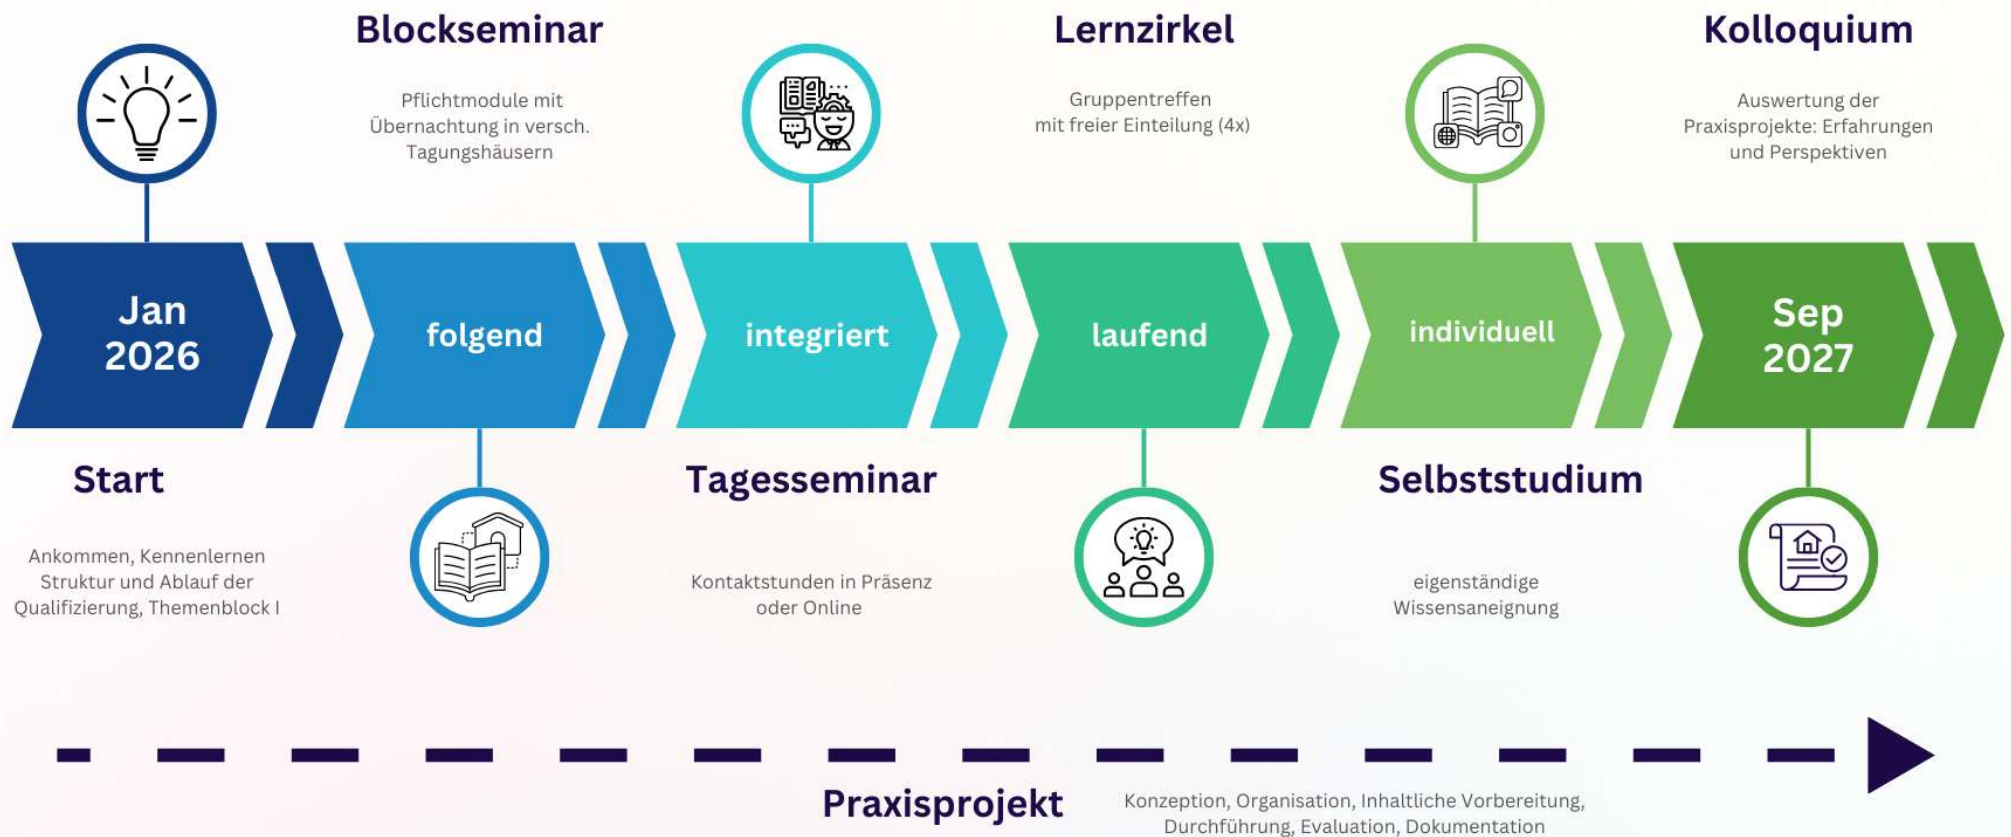 Blockseminar
Pflichtmodule mit
Übernachtung in versch.
Tagungshäusern
Lernzirkel
Gruppentreffen
mit freier Einteilung (4x)
Kolloquium
Auswertung der
Praxisprojekte: Erfahrungen
und Perspektiven
Jan
2026
folgend
integriert
laufend
individuell
Sep
2027
Start
Ankommen, Kennenlernen
Struktur und Ablauf der
Qualifizierung, Themenblock I
Tagesseminar
Kontaktstunden in Präsenz
oder Online
Selbststudium
eigenständige
Wissensaneignung
Praxisprojekt
Konzeption, Organisation, Inhaltliche Vorbereitung,
Durchführung, Evaluation, Dokumentation